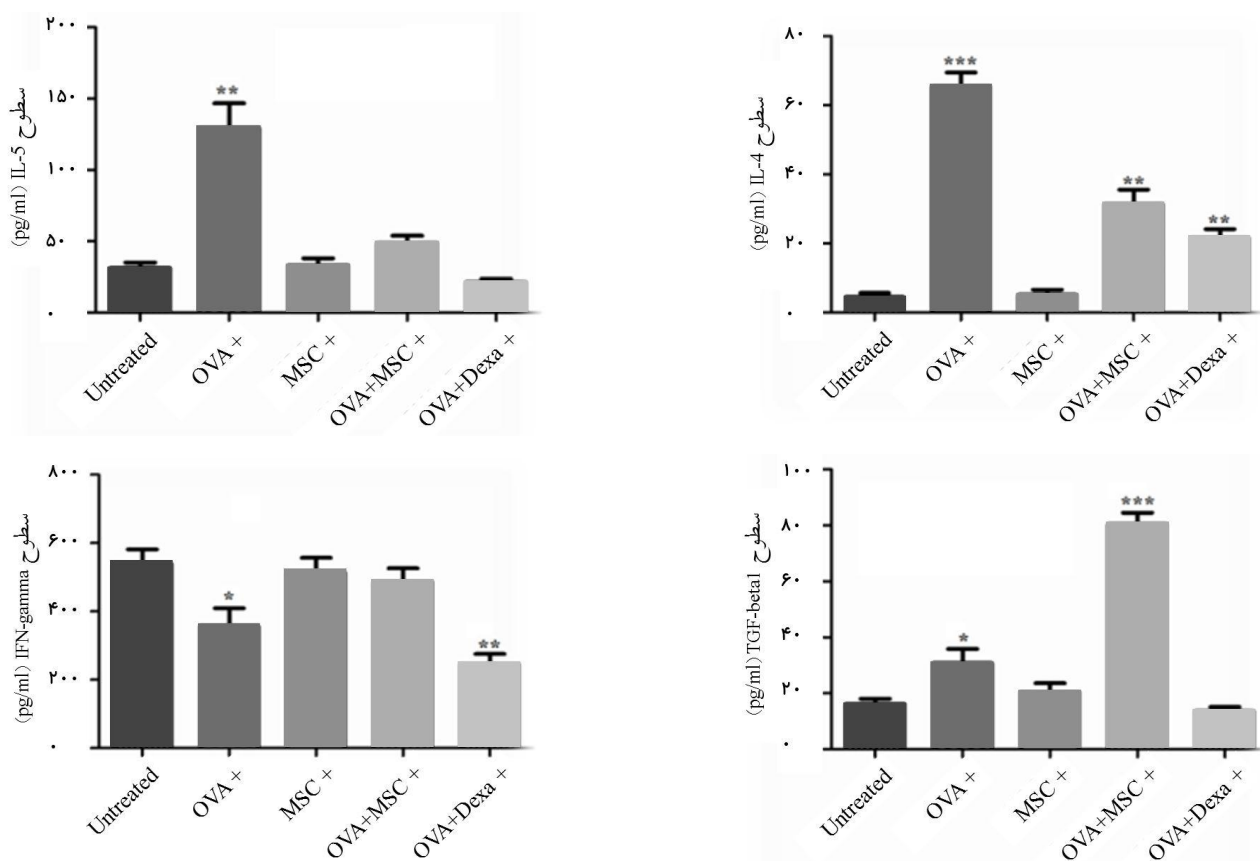 ۲۰۰
۱۵۰
۱۰۰
۵۰
۰
سطوح IL-5 (pg/ml)
**
Untreated
OVA +
MSC +
OVA+MSC +
OVA+Dexa +
۸۰
۶۰
۴۰
۲۰
۰
سطوح IL-4 (pg/ml)
***
**
**
Untreated
OVA +
MSC +
OVA+MSC +
OVA+Dexa +
۸۰۰
۶۰۰
۴۰۰
۲۰۰
۰
سطوح IFN-gamma (pg/ml)
*
**
Untreated
OVA +
MSC +
OVA+MSC +
OVA+Dexa +
۱۰۰
۸۰
۶۰
۴۰
۲۰
۰
سطوح TGF-betal (pg/ml)
*
***
Untreated
OVA +
MSC +
OVA+MSC +
OVA+Dexa +